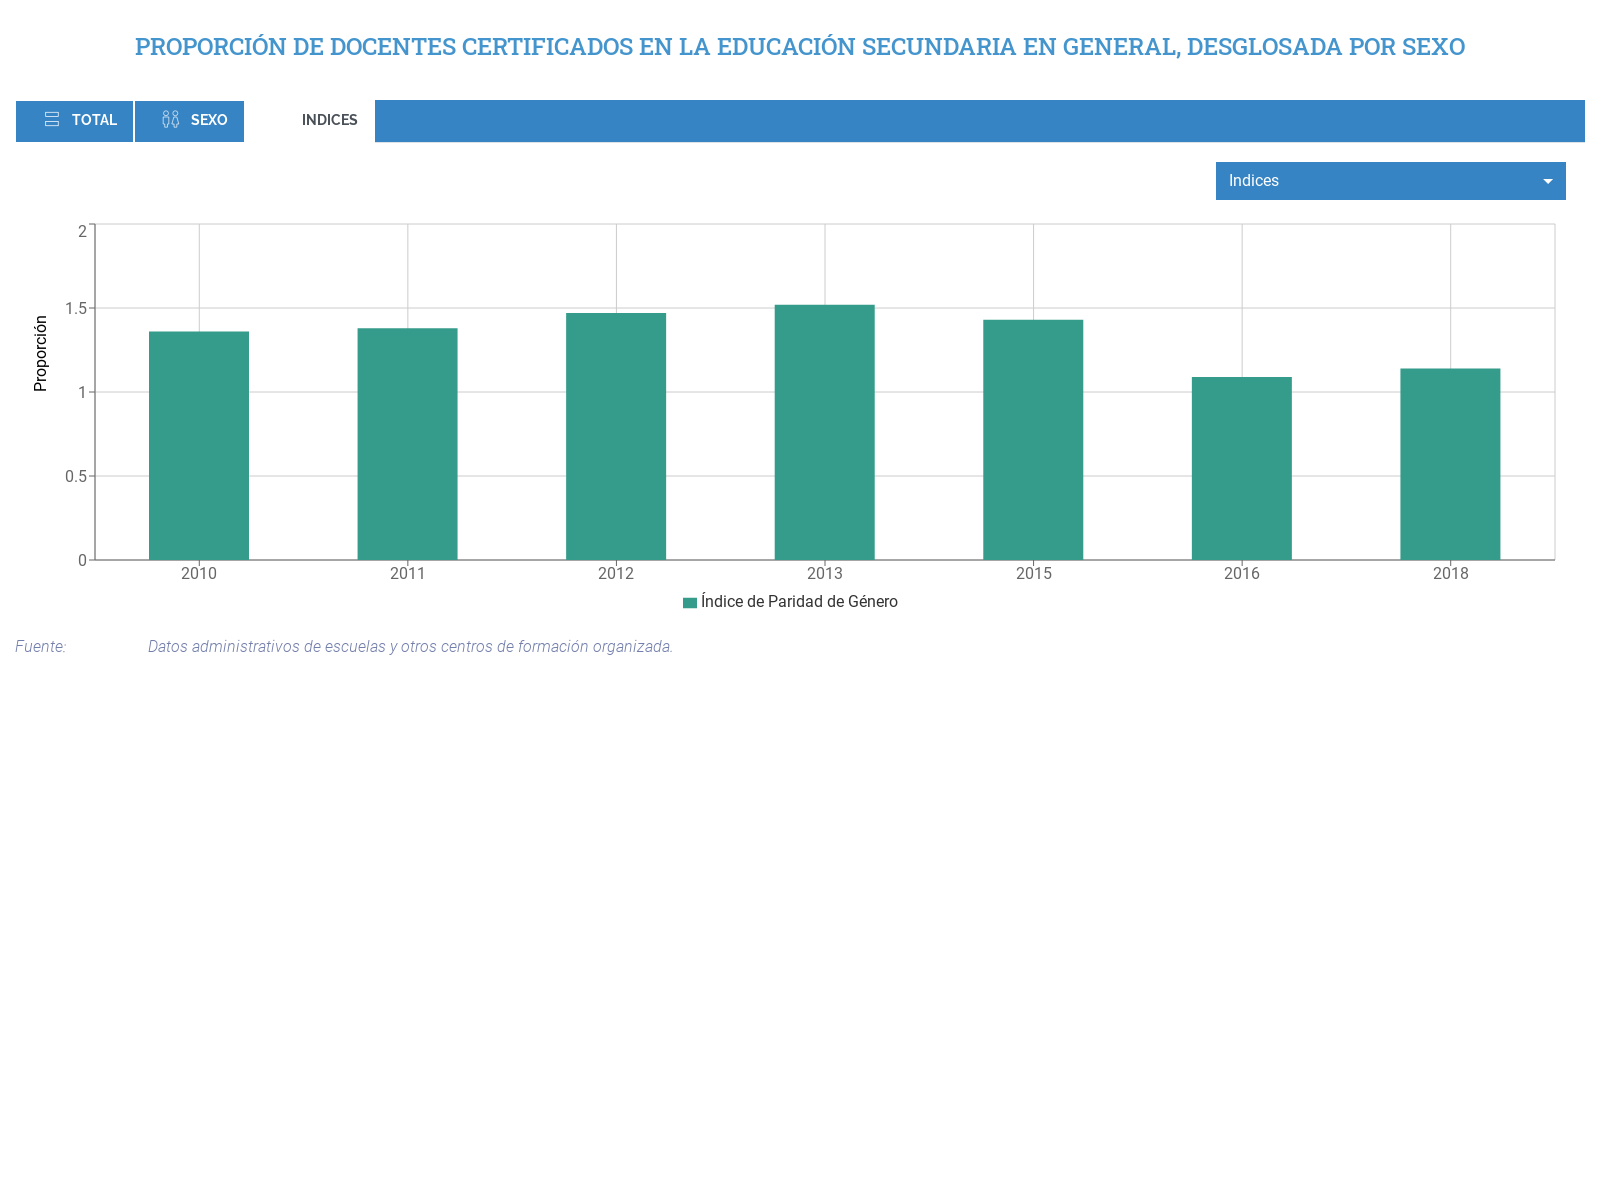 PROPORCIÓN DE DOCENTES CERTIFICADOS EN LA EDUCACIÓN SECUNDARIA EN GENERAL, DESGLOSADA POR SEXO
TOTAL SEXO INDICES
Indices
Proporción
2
1.5
1
0.5
0
2010 2011 2012 2013 2015 2016 2018
Índice de Paridad de Género
Fuente: Datos administrativos de escuelas y otros centros de formación organizada.